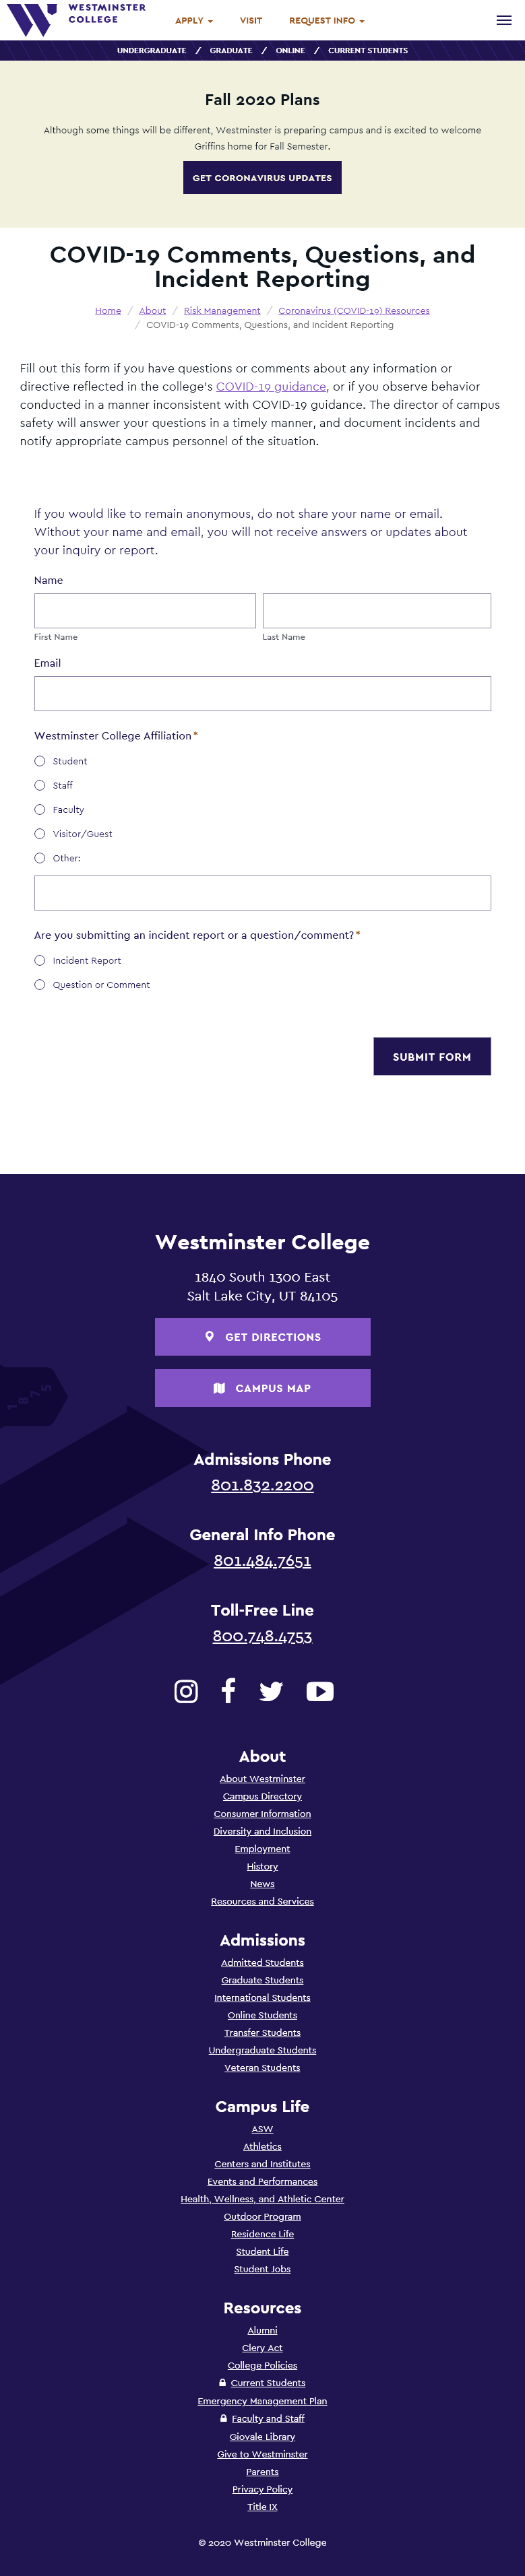 WESTMINSTER
COLLEGE
APPLY
VISIT
REQUEST INFO
UNDERGRADUATE / GRADUATE / ONLINE / CURRENT STUDENTS
Fall 2020 Plans
Although some things will be different, Westminster is preparing campus and is excited to welcome
Griffins home for Fall Semester.
GET CORONAVIRUS UPDATES
COVID-19 Comments, Questions, and
Incident Reporting
Home / About / Risk Management / Coronavirus (COVID-19) Resources
/ COVID-19 Comments, Questions, and Incident Reporting
Fill out this form if you have questions or comments about any information or
directive reflected in the college's COVID-19 guidance, or if you observe behavior
conducted in a manner inconsistent with COVID-19 guidance. The director of campus
safety will answer your questions in a timely manner, and document incidents and
notify appropriate campus personnel of the situation.
If you would like to remain anonymous, do not share your name or email.
Without your name and email, you will not receive answers or updates about
your inquiry or report.
Name
First Name
Last Name
Email
Westminster College Affiliation *
Student
Staff
Faculty
Visitor/Guest
Other:
Are you submitting an incident report or a question/comment? *
Incident Report
Question or Comment
SUBMIT FORM
Westminster College
1840 South 1300 East
Salt Lake City, UT 84105
GET DIRECTIONS
1875
CAMPUS MAP
Admissions Phone
801.832.2200
General Info Phone
801.484.7651
Toll-Free Line
800.748.4753
About
About Westminster
Campus Directory
Consumer Information
Diversity and Inclusion
Employment
History
News
Resources and Services
Admissions
Admitted Students
Graduate Students
International Students
Online Students
Transfer Students
Undergraduate Students
Veteran Students
Campus Life
ASW
Athletics
Centers and Institutes
Events and Performances
Health, Wellness, and Athletic Center
Outdoor Program
Residence Life
Student Life
Student Jobs
Resources
Alumni
Clery Act
College Policies
Current Students
Emergency Management Plan
Faculty and Staff
Giovale Library
Give to Westminster
Parents
Privacy Policy
Title IX
© 2020 Westminster College